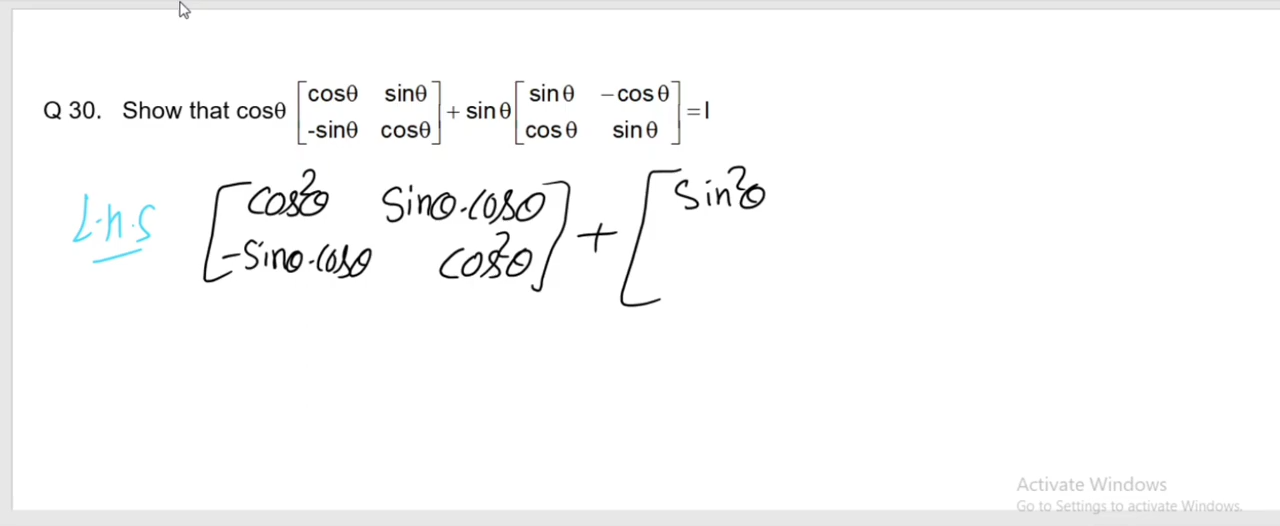 Q 30. Show that cosθ [cosθ sinθ -sinθ cosθ] + sinθ [sinθ −cosθ cosθ sinθ] = I
L.H.S [cos²θ sinθ.cosθ] + [sin²θ
-sinθ.cosθ cos²θ
Activate Windows
Go to Settings to activate Windows.